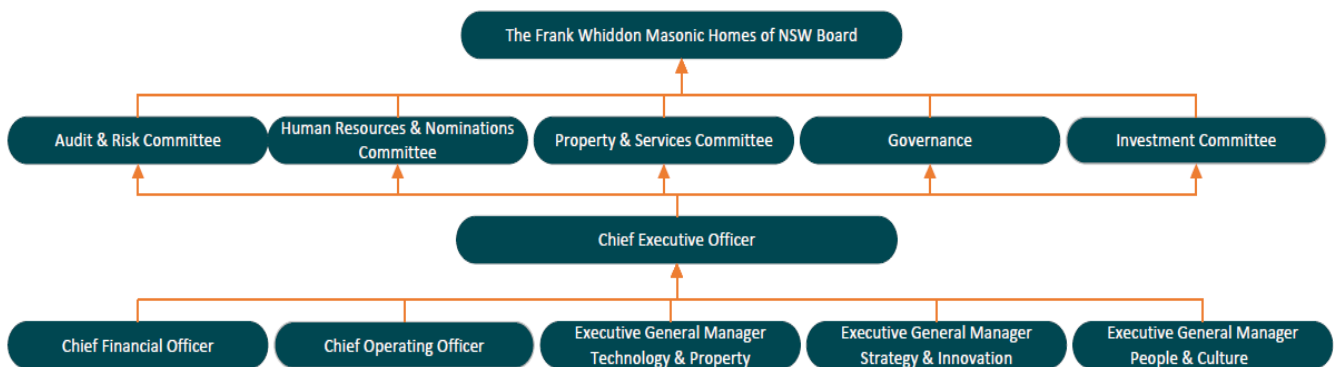 The Frank Whiddon Masonic Homes of NSW Board
Audit & Risk Committee
Human Resources & Nominations
Committee
Property & Services Committee
Governance
Investment Committee
Chief Executive Officer
Chief Financial Officer
Chief Operating Officer
Executive General Manager
Technology & Property
Executive General Manager
Strategy & Innovation
Executive General Manager
People & Culture